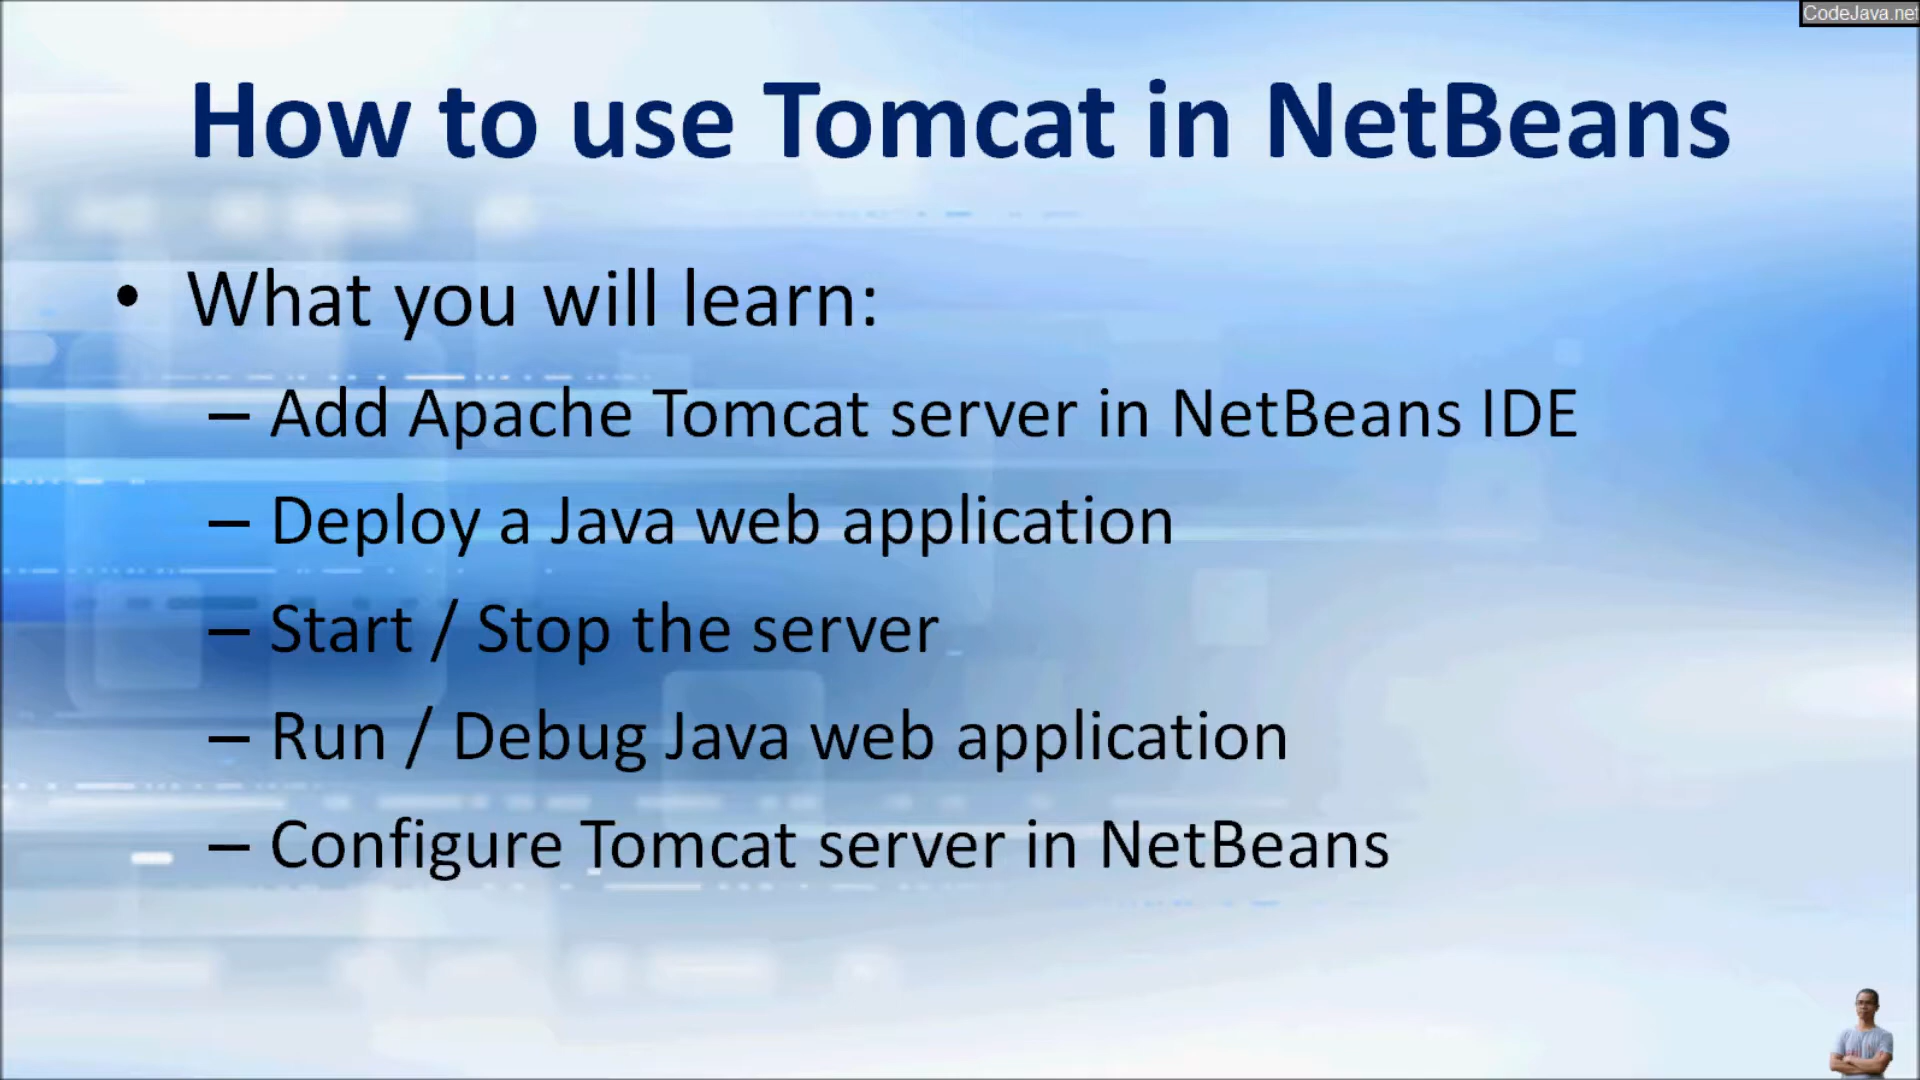 CodeJava.net
How to use Tomcat in NetBeans
• What you will learn:
– Add Apache Tomcat server in NetBeans IDE
– Deploy a Java web application
– Start / Stop the server
– Run / Debug Java web application
– Configure Tomcat server in NetBeans